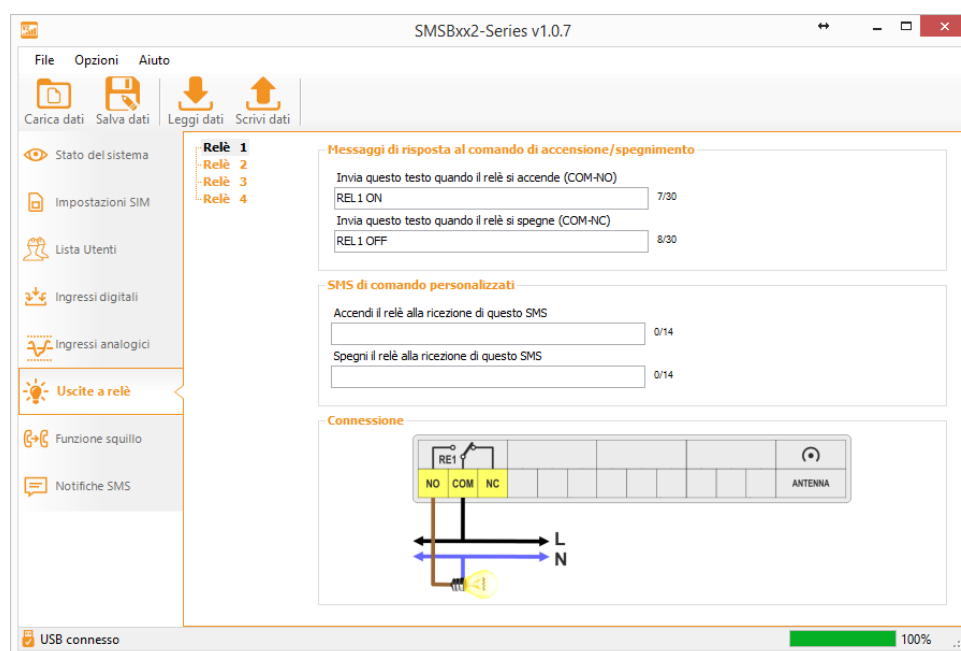 SMSBxx2-Series v1.0.7
File Opzioni Aiuto
Carica dati Salva dati Leggi dati Scrivi dati
Stato del sistema
Impostazioni SIM
Lista Utenti
Ingressi digitali
Ingressi analogici
Uscite a relè
Funzione squillo
Notifiche SMS
Relè 1
Relè 2
Relè 3
Relè 4
Messaggi di risposta al comando di accensione/spegnimento
Invia questo testo quando il relè si accende (COM-NO)
REL1 ON 7/30
Invia questo testo quando il relè si spegne (COM-NC)
REL1 OFF 8/30
SMS di comando personalizzati
Accendi il relè alla ricezione di questo SMS
0/14
Spegni il relè alla ricezione di questo SMS
0/14
Connessione
RE1
NO COM NC ANTENNA
L
N
USB connesso 100%